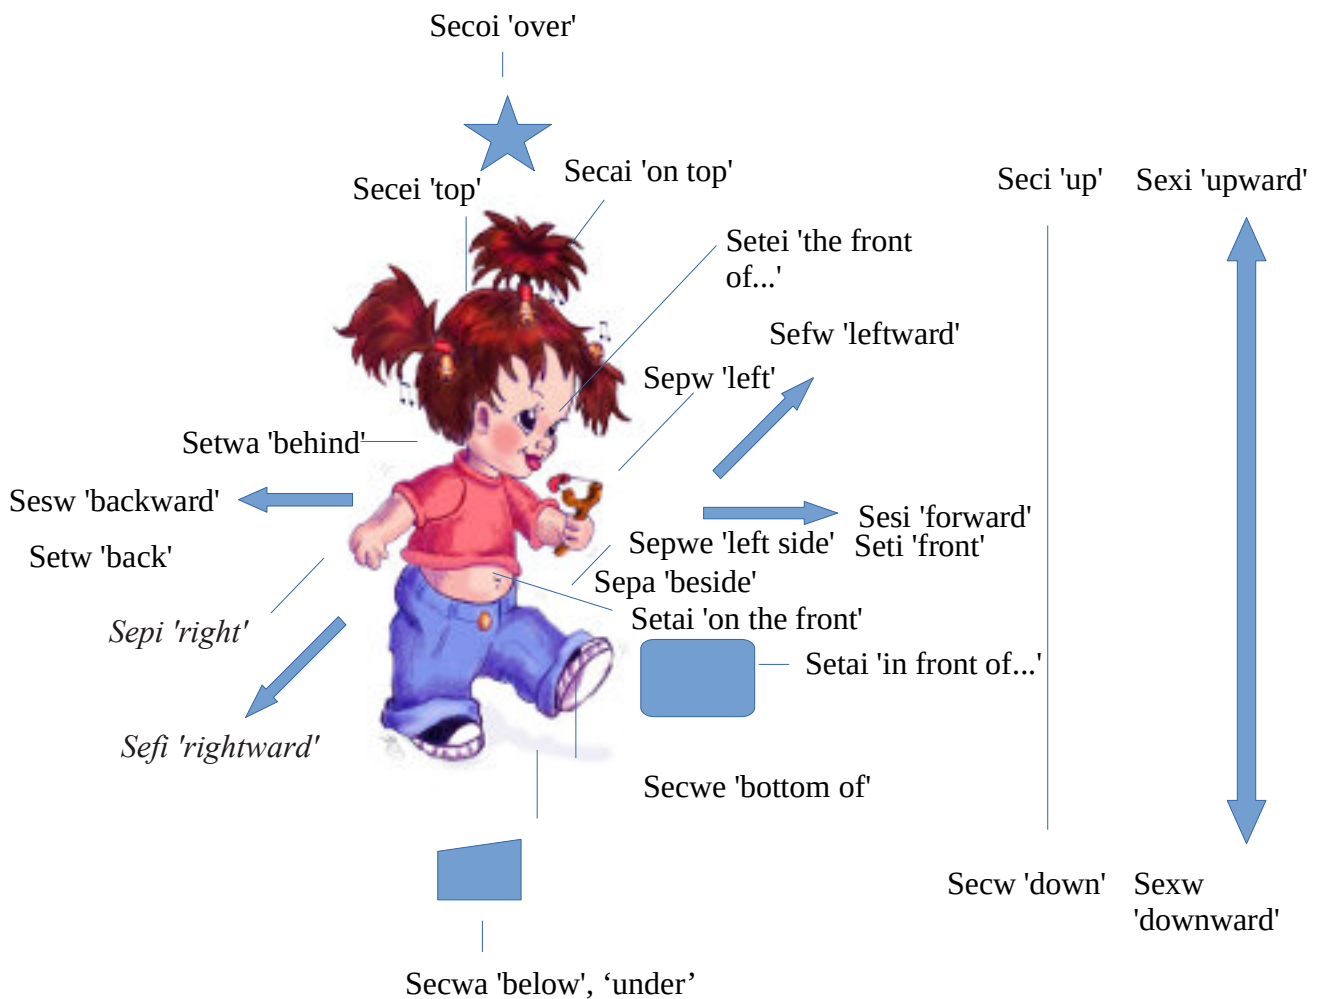 Secoi 'over'
Secai 'on top'
Secei 'top'
Seci 'up'
Sexi 'upward'
Setei 'the front
of...'
Sefw 'leftward'
Sepw 'left'
Setwa 'behind'
Sesw 'backward'
Sesi 'forward'
Setw 'back'
Sepwe 'left side'
Seti 'front'
Sepa 'beside'
Setai 'on the front'
Sepi 'right'
Setai 'in front of...'
Sefi 'rightward'
Secwe 'bottom of'
Secw 'down'
Sexw
'downward'
Secwa 'below', ‘under’